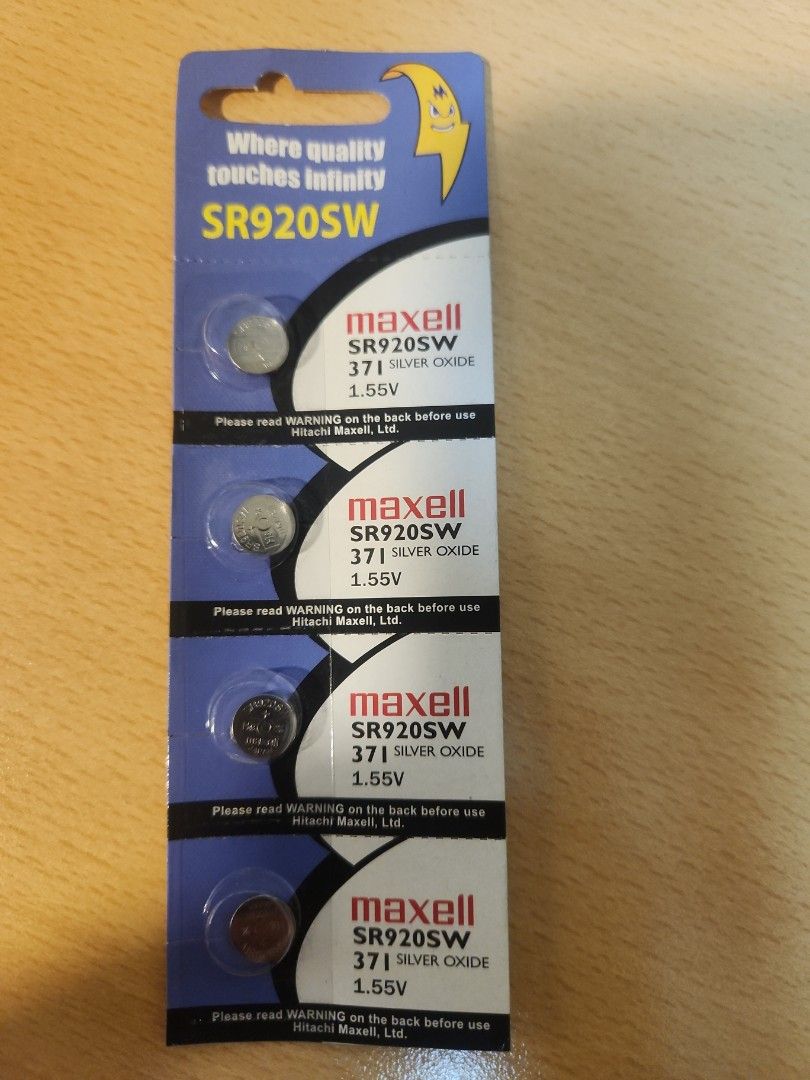 Where quality
touches infinity
SR920SW
maxell
SR920SW
371 SILVER OXIDE
1.55V
Please read WARNING on the back before use
Hitachi Maxell, Ltd.
maxell
SR920SW
371 SILVER OXIDE
1.55V
Please read WARNING on the back before use
Hitachi Maxell, Ltd.
maxell
SR920SW
371 SILVER OXIDE
1.55V
Please read WARNING on the back before use
Hitachi Maxell, Ltd.
maxell
SR920SW
371 SILVER OXIDE
1.55V
Please read WARNING on the back before use
Hitachi Maxell, Ltd.